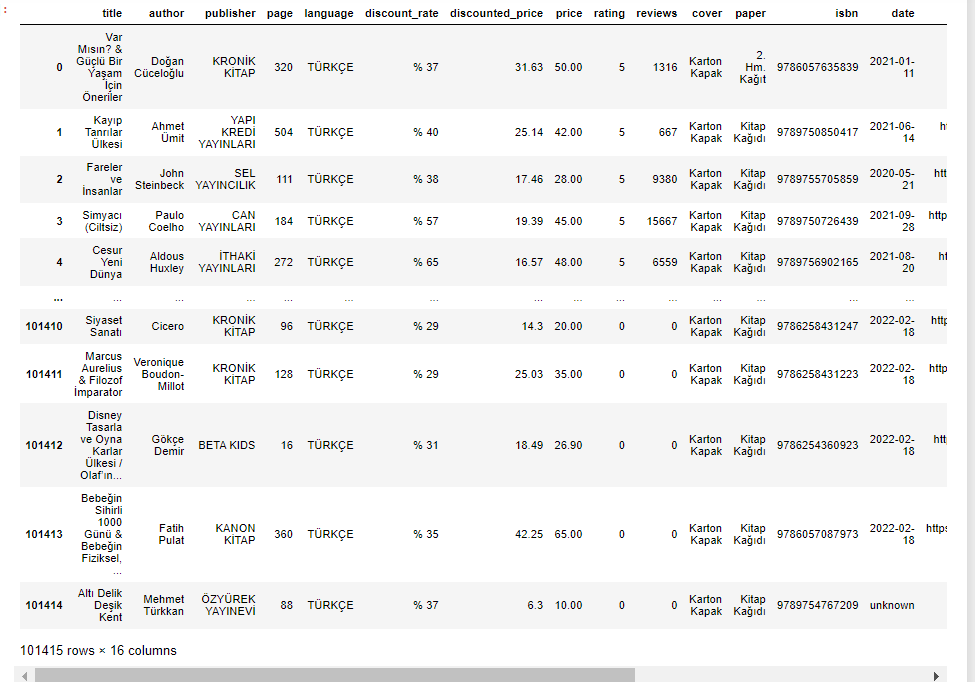 :
title author publisher page language discount_rate discounted_price price rating reviews cover paper isbn date
0 Var Mısın? & Güçlü Bir Yaşam İçin Öneriler Doğan Cüceloğlu KRONİK KİTAP 320 TÜRKÇE % 37 31.63 50.00 5 1316 Karton Kapak 2. Hm. Kağıt 9786057635839 2021-01-11
1 Kayıp Tanrılar Ülkesi Ahmet Ümit YAPI KREDİ YAYINLARI 504 TÜRKÇE % 40 25.14 42.00 5 667 Karton Kapak Kitap Kağıdı 9789750850417 2021-06-14 h
2 Fareler ve İnsanlar John Steinbeck SEL YAYINCILIK 111 TÜRKÇE % 38 17.46 28.00 5 9380 Karton Kapak Kitap Kağıdı 9789755705859 2020-05-21 htt
3 Simyacı (Ciltsiz) Paulo Coelho CAN YAYINLARI 184 TÜRKÇE % 57 19.39 45.00 5 15667 Karton Kapak Kitap Kağıdı 9789750726439 2021-09-28 http
4 Cesur Yeni Dünya Aldous Huxley İTHAKİ YAYINLARI 272 TÜRKÇE % 65 16.57 48.00 5 6559 Karton Kapak Kitap Kağıdı 9789756902165 2021-08-20 ht
... ... ... ... ... ... ... ... ... ... ... ... ... ... ...
101410 Siyaset Sanatı Cicero KRONİK KİTAP 96 TÜRKÇE % 29 14.3 20.00 0 0 Karton Kapak Kitap Kağıdı 9786258431247 2022-02-18 http
101411 Marcus Aurelius & Filozof İmparator Veronique Boudon-Millot KRONİK KİTAP 128 TÜRKÇE % 29 25.03 35.00 0 0 Karton Kapak Kitap Kağıdı 9786258431223 2022-02-18 http
101412 Disney Tasarla ve Oyna Karlar Ülkesi / Olaf'ın... Gökçe Demir BETA KIDS 16 TÜRKÇE % 31 18.49 26.90 0 0 Karton Kapak Kitap Kağıdı 9786254360923 2022-02-18 htt
101413 Bebeğin Sihirli 1000 Günü & Bebeğin Fiziksel, ... Fatih Pulat KANON KİTAP 360 TÜRKÇE % 35 42.25 65.00 0 0 Karton Kapak Kitap Kağıdı 9786057087973 2022-02-18 https
101414 Altı Delik Deşik Kent Mehmet Türkkan ÖZYÜREK YAYINEVİ 88 TÜRKÇE % 37 6.3 10.00 0 0 Karton Kapak Kitap Kağıdı 9789754767209 unknown
101415 rows × 16 columns